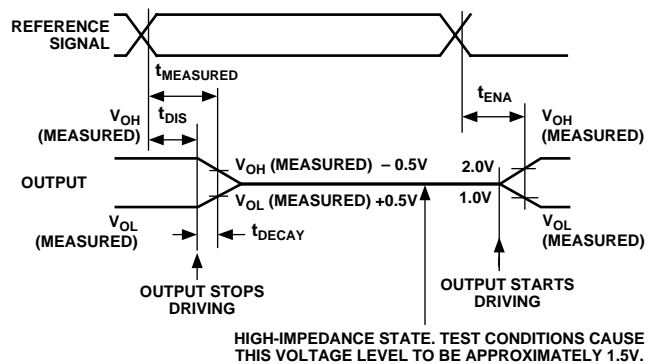 REFERENCE
SIGNAL
tMEASURED
tDIS
tENA
VOH
(MEASURED)
VOH
(MEASURED)
VOH (MEASURED) – 0.5V
2.0V
OUTPUT
VOL (MEASURED) +0.5V
1.0V
VOL
(MEASURED)
VOL
(MEASURED)
tDECAY
OUTPUT STOPS
DRIVING
OUTPUT STARTS
DRIVING
HIGH-IMPEDANCE STATE. TEST CONDITIONS CAUSE
THIS VOLTAGE LEVEL TO BE APPROXIMATELY 1.5V.